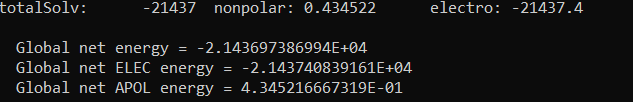 totalSolv: -21437 nonpolar: 0.434522 electro: -21437.4
Global net energy = -2.143697386994E+04
Global net ELEC energy = -2.143740839161E+04
Global net APOL energy = 4.345216667319E-01